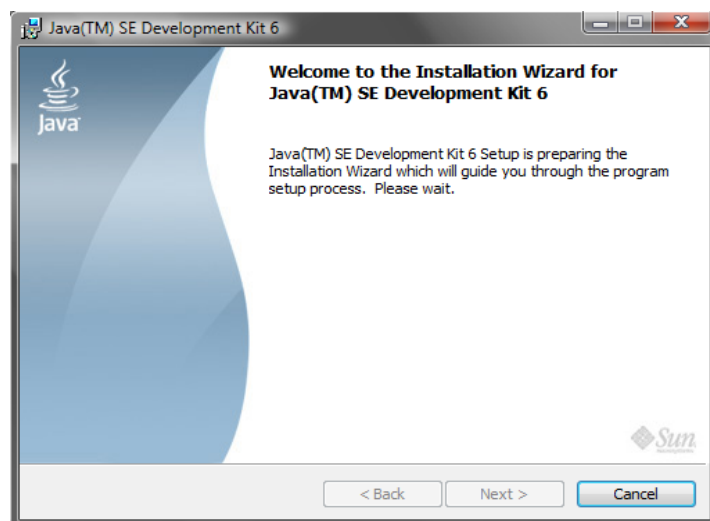 Java(TM) SE Development Kit 6
Java
Welcome to the Installation Wizard for
Java(TM) SE Development Kit 6
Java(TM) SE Development Kit 6 Setup is preparing the
Installation Wizard which will guide you through the program
setup process. Please wait.
Sun
< Back
Next >
Cancel